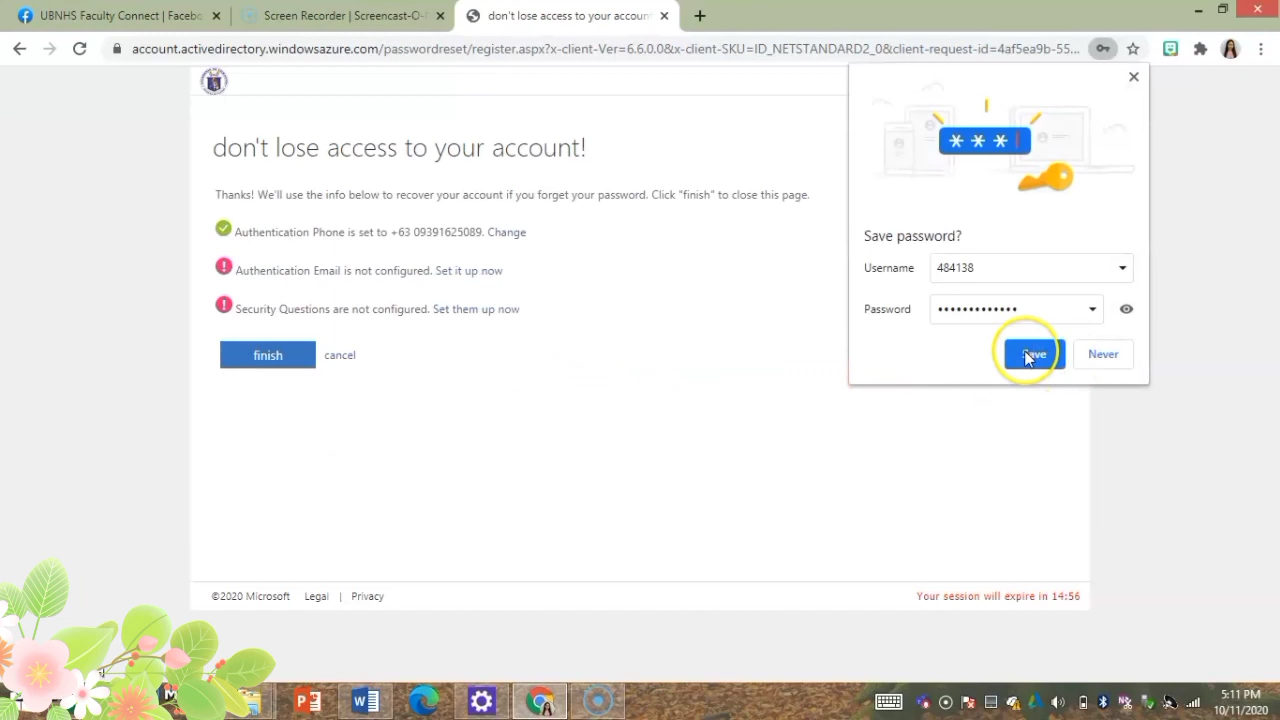 UBNHS Faculty Connect | Facebo
Screen Recorder | Screencast-O-
don't lose access to your accoun
account.activedirectory.windowsazure.com/passwordreset/register.aspx?x-client-Ver=6.6.0.0&x-client-SKU=ID_NETSTANDARD2_0&client-request-id=4af5ea9b-55...
don't lose access to your account!
Thanks! We'll use the info below to recover your account if you forget your password. Click "finish" to close this page.
Authentication Phone is set to +63 09391625089. Change
Authentication Email is not configured. Set it up now
Security Questions are not configured. Set them up now
finish cancel
Save password?
Username 484138
Password •••••••••••••
Save Never
©2020 Microsoft Legal | Privacy
Your session will expire in 14:56
5:11 PM
10/11/2020